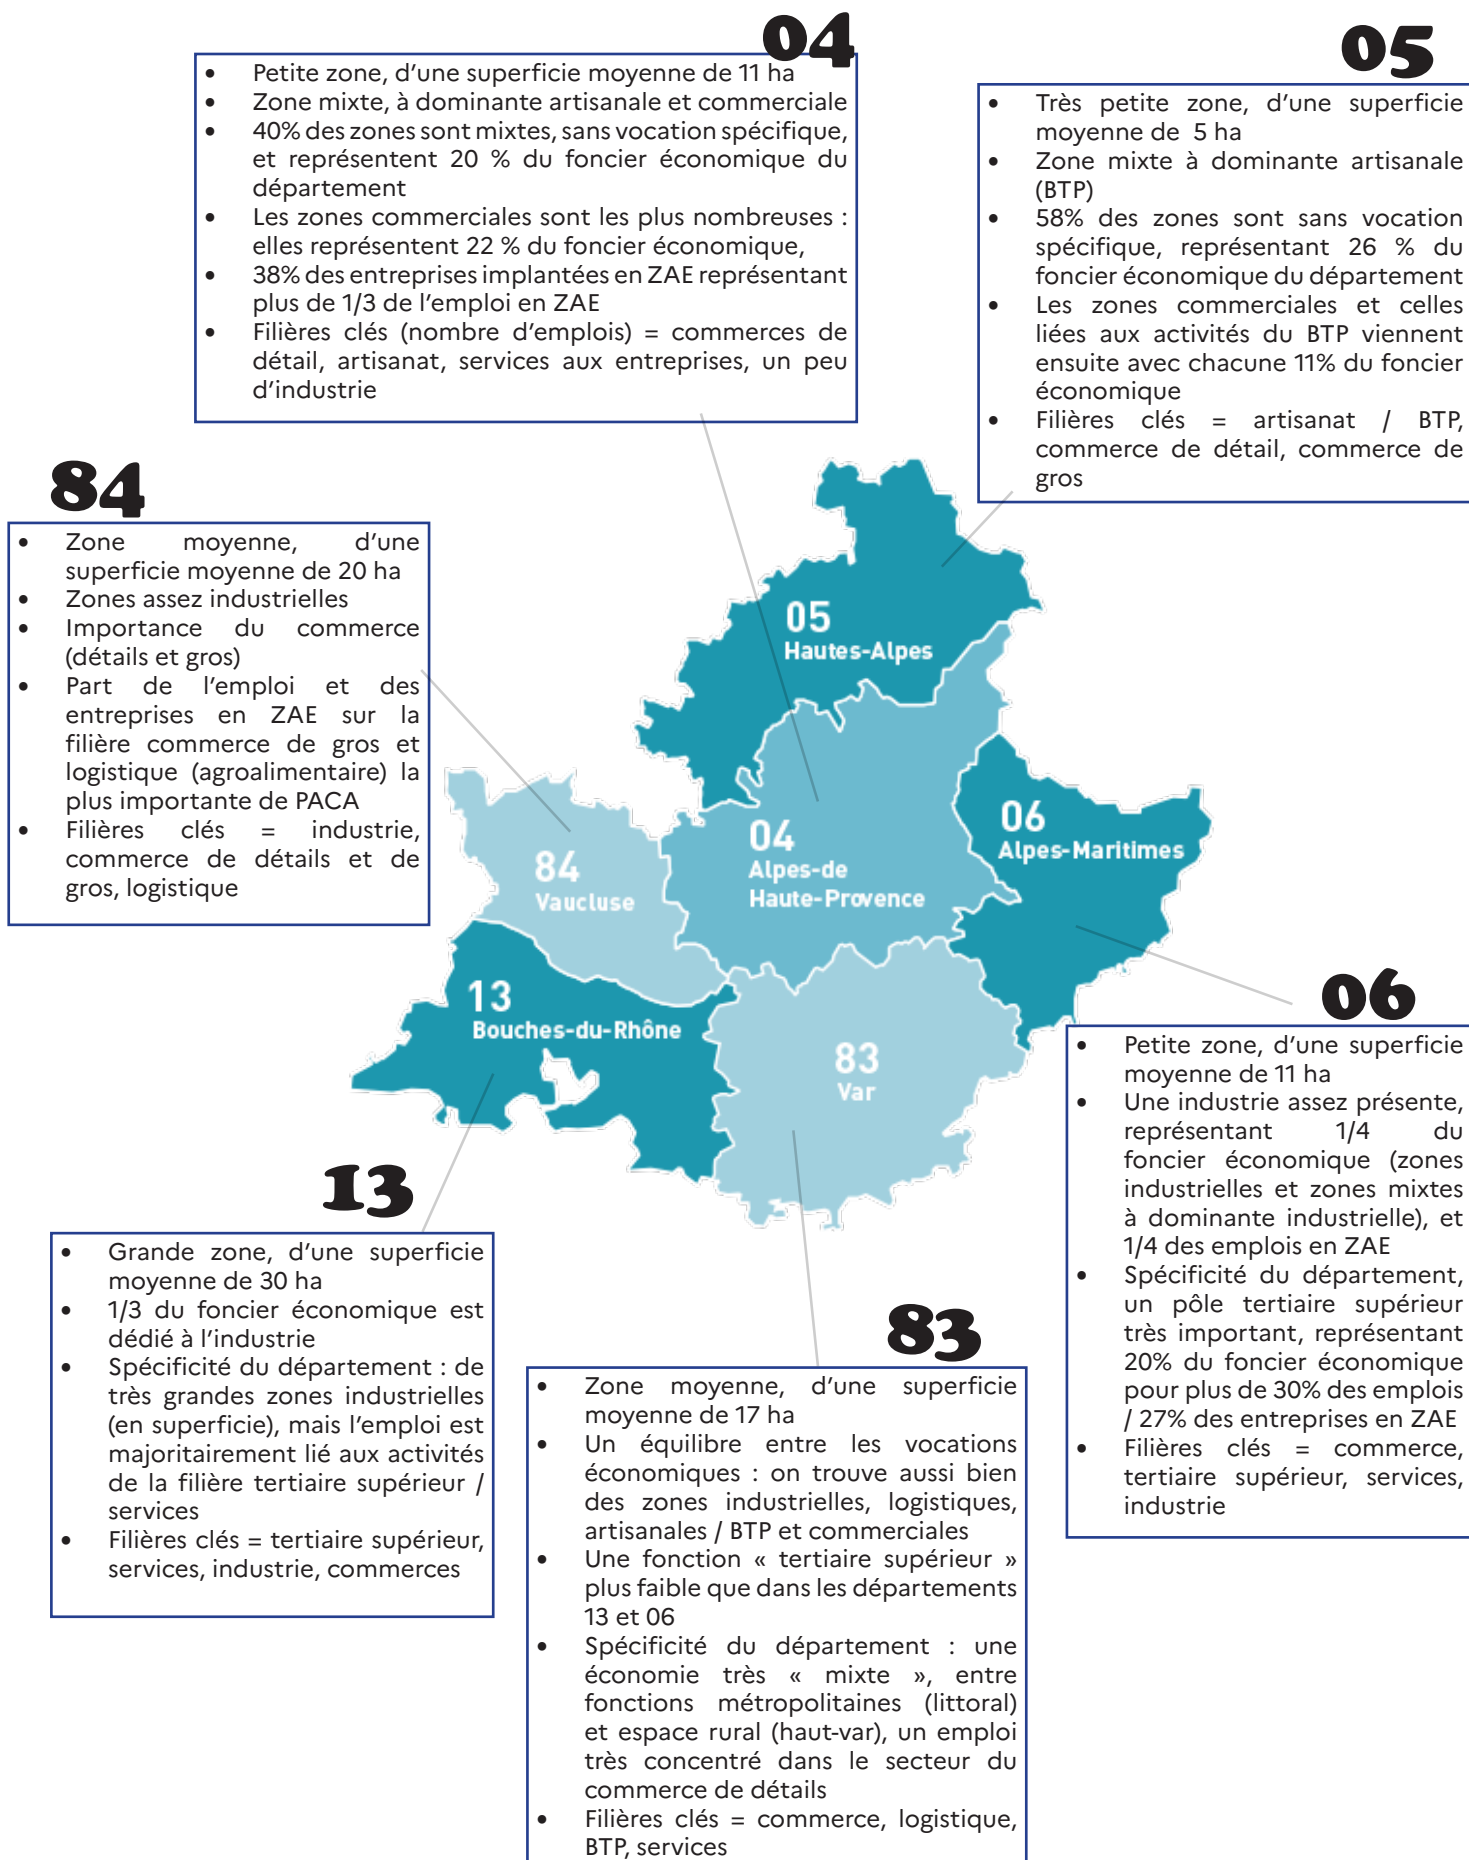 04
• Petite zone, d'une superficie moyenne de 11 ha
• Zone mixte, à dominante artisanale et commerciale
• 40% des zones sont mixtes, sans vocation spécifique,
et représentent 20 % du foncier économique du
département
• Les zones commerciales sont les plus nombreuses :
elles représentent 22 % du foncier économique,
• 38% des entreprises implantées en ZAE représentant
plus de 1/3 de l'emploi en ZAE
• Filières clés (nombre d'emplois) = commerces de
détail, artisanat, services aux entreprises, un peu
d'industrie
05
• Très petite zone, d'une superficie
moyenne de 5 ha
• Zone mixte à dominante artisanale
(BTP)
• 58% des zones sont sans vocation
spécifique, représentant 26 % du
foncier économique du département
• Les zones commerciales et celles
liées aux activités du BTP viennent
ensuite avec chacune 11% du foncier
économique
• Filières clés = artisanat / BTP,
commerce de détail, commerce de
gros
84
• Zone moyenne, d'une
superficie moyenne de 20 ha
• Zones assez industrielles
• Importance du commerce
(détails et gros)
• Part de l'emploi et des
entreprises en ZAE sur la
filière commerce de gros et
logistique (agroalimentaire) la
plus importante de PACA
• Filières clés = industrie,
commerce de détails et de
gros, logistique
05
Hautes-Alpes
04
Alpes-de
Haute-Provence
06
Alpes-Maritimes
84
Vaucluse
13
Bouches-du-Rhône
83
Var
06
• Petite zone, d'une superficie
moyenne de 11 ha
• Une industrie assez présente,
représentant 1/4 du
foncier économique (zones
industrielles et zones mixtes
à dominante industrielle), et
1/4 des emplois en ZAE
• Spécificité du département,
un pôle tertiaire supérieur
très important, représentant
20% du foncier économique
pour plus de 30% des emplois
/ 27% des entreprises en ZAE
• Filières clés = commerce,
tertiaire supérieur, services,
industrie
13
• Grande zone, d'une superficie
moyenne de 30 ha
• 1/3 du foncier économique est
dédié à l'industrie
• Spécificité du département : de
très grandes zones industrielles
(en superficie), mais l'emploi est
majoritairement lié aux activités
de la filière tertiaire supérieur /
services
• Filières clés = tertiaire supérieur,
services, industrie, commerces
83
• Zone moyenne, d'une superficie
moyenne de 17 ha
• Un équilibre entre les vocations
économiques : on trouve aussi bien
des zones industrielles, logistiques,
artisanales / BTP et commerciales
• Une fonction « tertiaire supérieur »
plus faible que dans les départements
13 et 06
• Spécificité du département : une
économie très « mixte », entre
fonctions métropolitaines (littoral)
et espace rural (haut-var), un emploi
très concentré dans le secteur du
commerce de détails
• Filières clés = commerce, logistique,
BTP, services